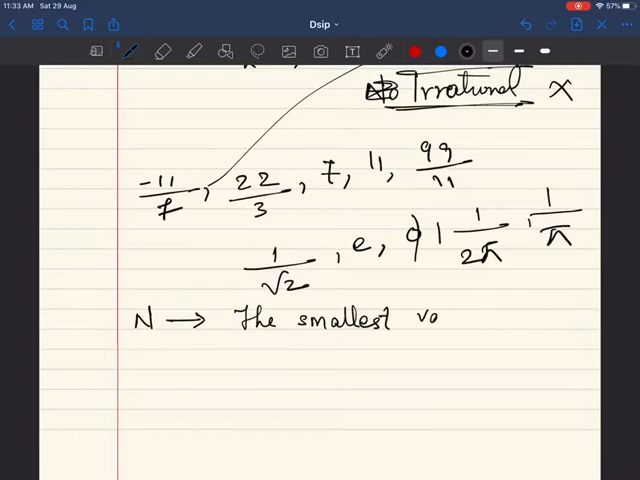 11:33 AM Sat 29 Aug
57%
Dsip
No Irrational X
-11/7, 22/3, 7, 11, 99/11
1/√2, e, φ, 1/2π, 1/π
N → The smallest va